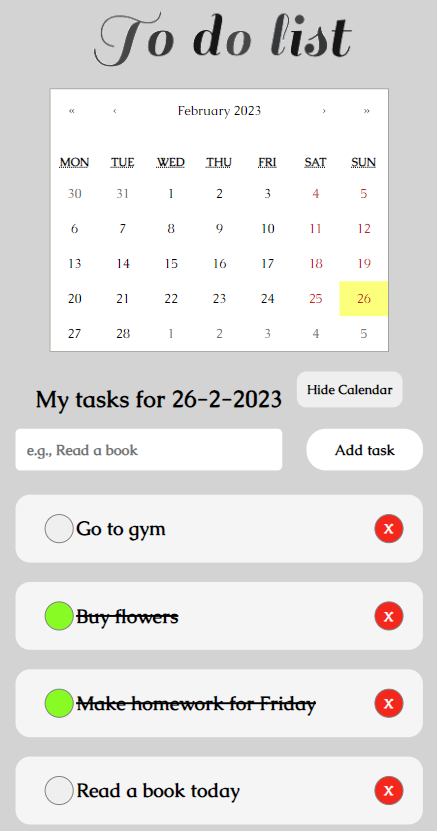 To do list
« ‹ February 2023 › »
MON TUE WED THU FRI SAT SUN
30 31 1 2 3 4 5
6 7 8 9 10 11 12
13 14 15 16 17 18 19
20 21 22 23 24 25 26
27 28 1 2 3 4 5
My tasks for 26-2-2023 Hide Calendar
e.g., Read a book Add task
Go to gym X
Buy flowers X
Make homework for Friday X
Read a book today X